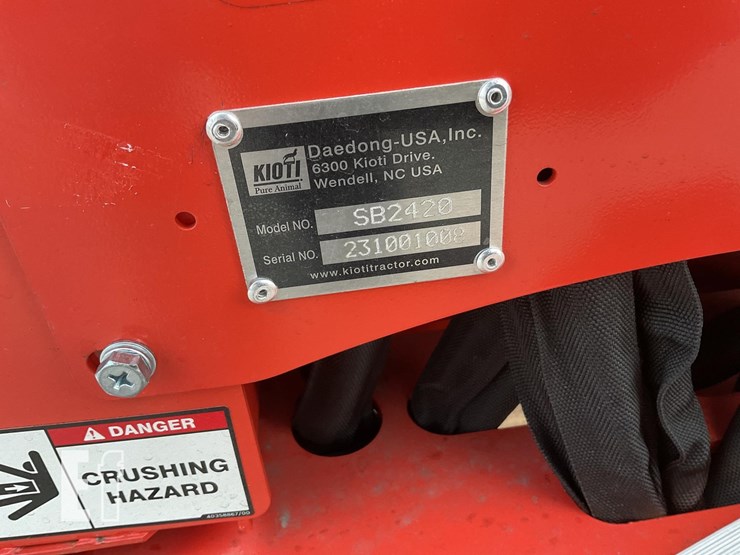 KIOTI
Pure Animal
Daedong-USA, Inc.
6300 Kioti Drive.
Wendell, NC USA
Model NO. SB2420
Serial NO. 231001008
www.kiotitractor.com
DANGER
CRUSHING
HAZARD